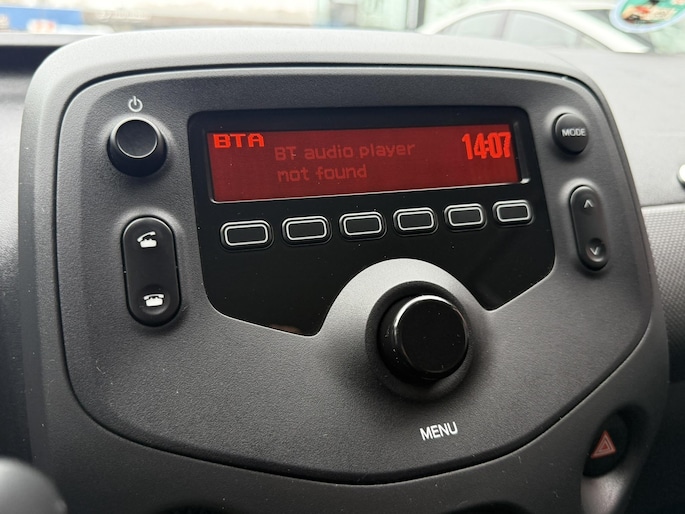 BTA
BT audio player
not found
14:07
MODE
MENU